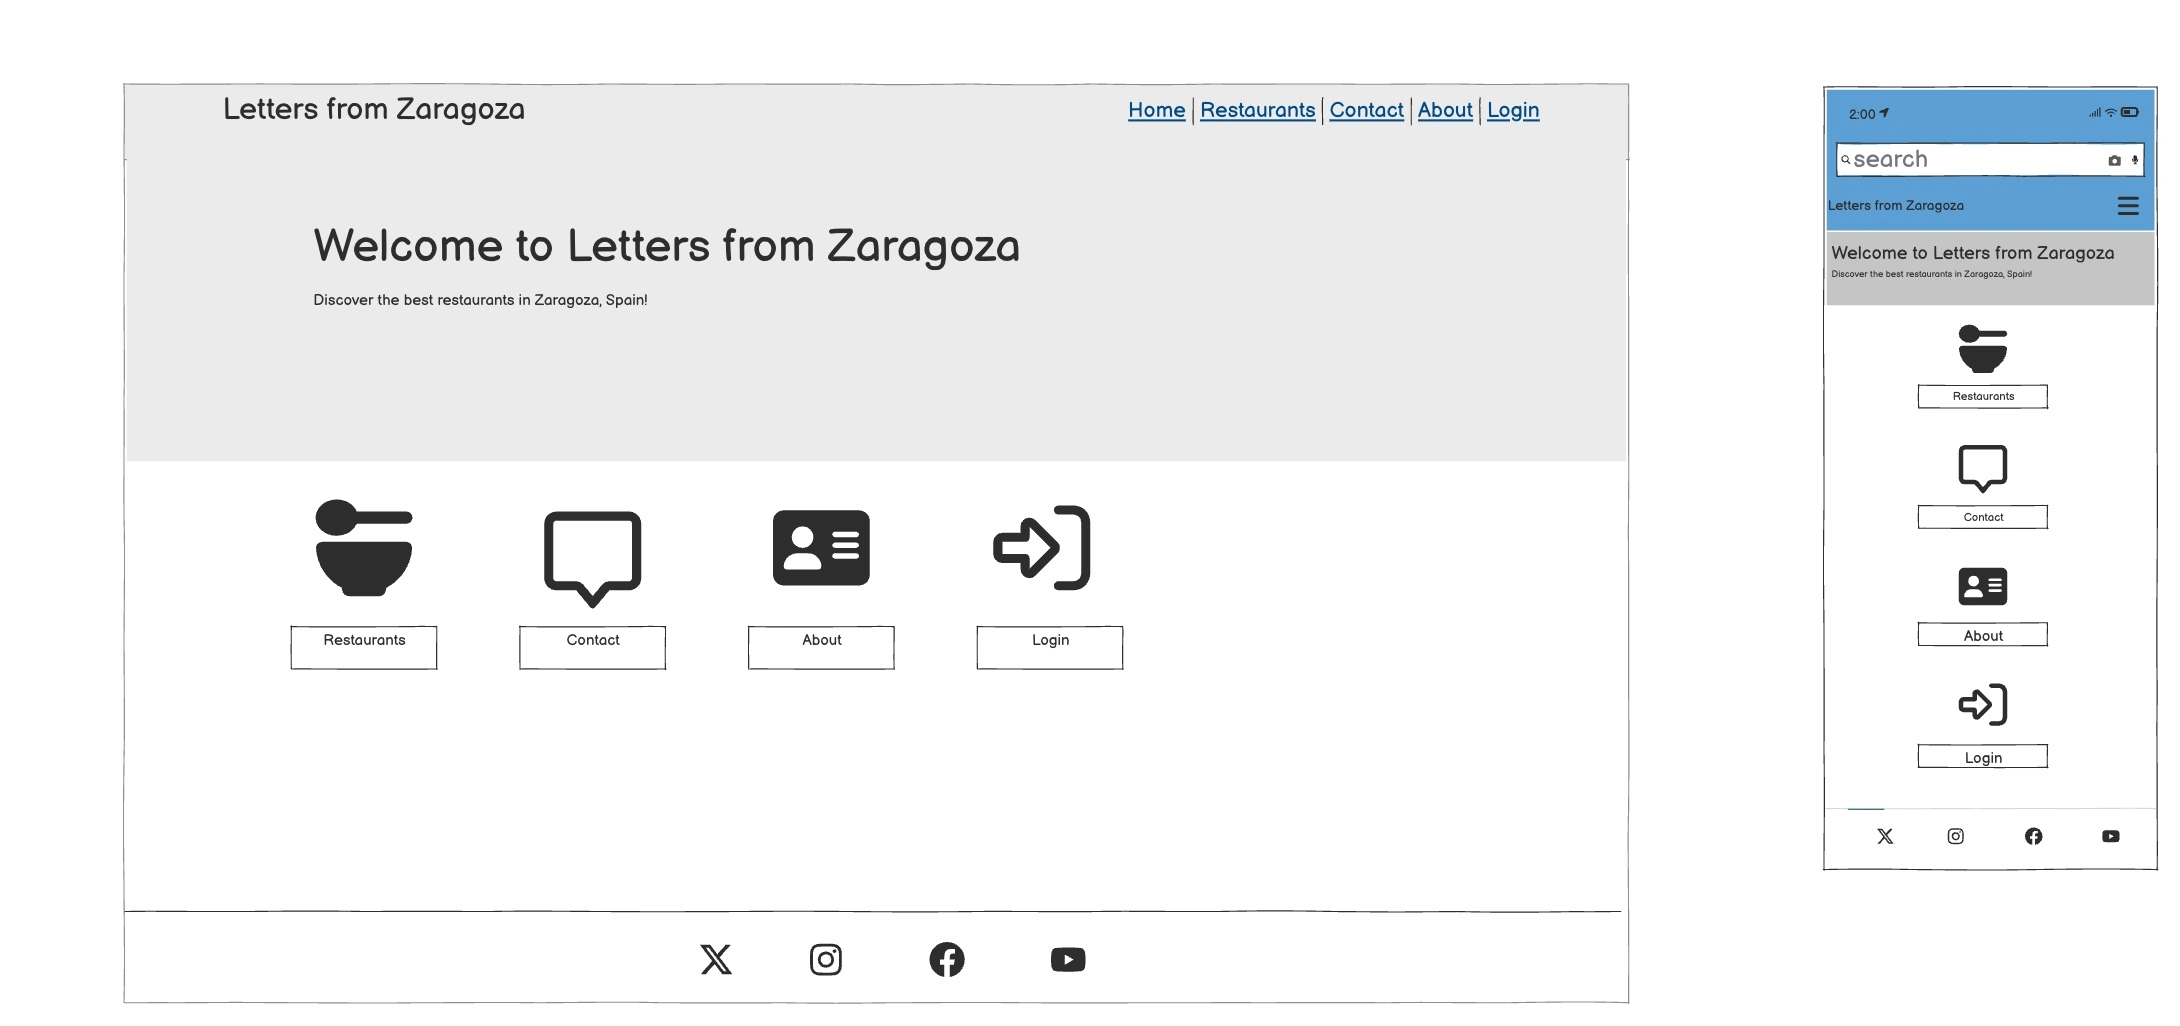 Letters from Zaragoza
Home Restaurants Contact About Login
Welcome to Letters from Zaragoza
Discover the best restaurants in Zaragoza, Spain!
Restaurants
Contact
About
Login
2:00
search
Letters from Zaragoza
Welcome to Letters from Zaragoza
Discover the best restaurants in Zaragoza, Spain!
Restaurants
Contact
About
Login